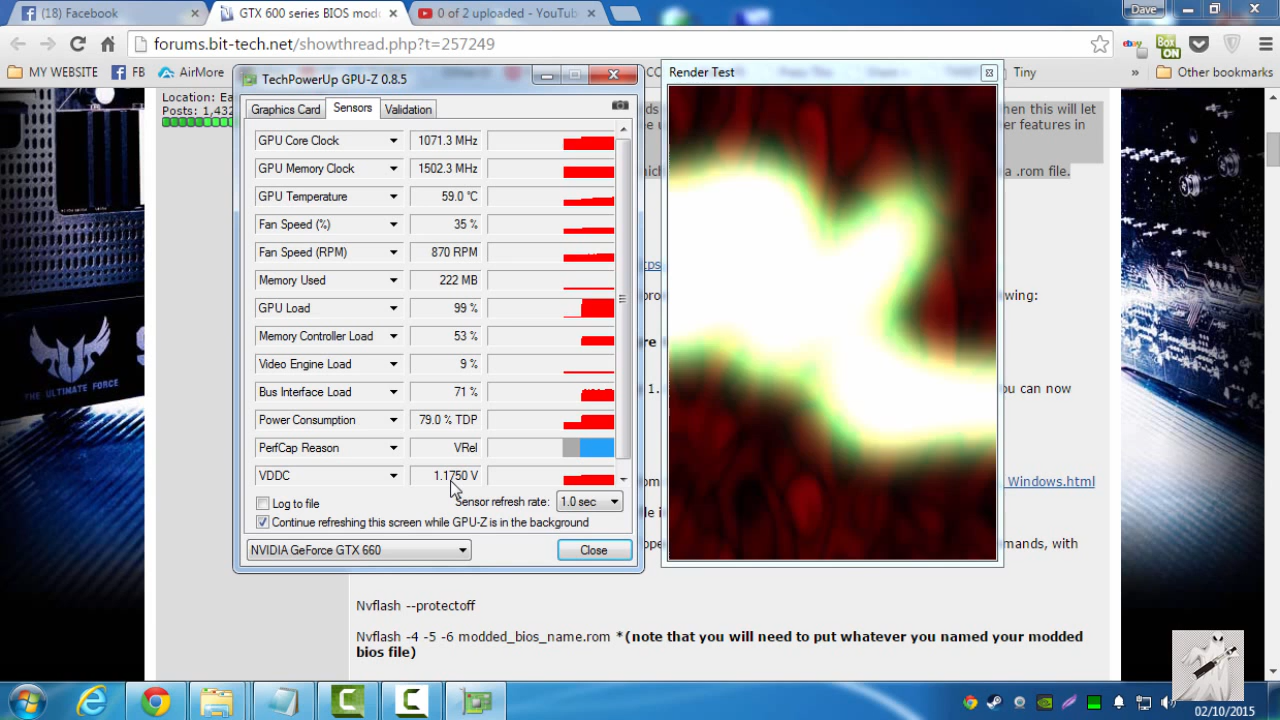 (18) Facebook
GTX 600 series BIOS mod
0 of 2 uploaded - YouTub
Dave
forums.bit-tech.net/showthread.php?t=257249
MY WEBSITE
FB
AirMore
Tiny
»
Other bookmarks
Location: Ea
Posts: 1,432
TechPowerUp GPU-Z 0.8.5
Graphics Card
Sensors
Validation
GPU Core Clock 1071.3 MHz
GPU Memory Clock 1502.3 MHz
GPU Temperature 59.0 °C
Fan Speed (%) 35 %
Fan Speed (RPM) 870 RPM
Memory Used 222 MB
GPU Load 99 %
Memory Controller Load 53 %
Video Engine Load 9 %
Bus Interface Load 71 %
Power Consumption 79.0 % TDP
PerfCap Reason VRel
VDDC 1.1750 V
Log to file
Sensor refresh rate: 1.0 sec
Continue refreshing this screen while GPU-Z is in the background
NVIDIA GeForce GTX 660
Close
Render Test
hen this will let
er features in
a .rom file.
wing:
ou can now
Windows.html
mands, with
Nvflash --protectoff
Nvflash -4 -5 -6 modded_bios_name.rom *(note that you will need to put whatever you named your modded
bios file)
THE ULTIMATE FORCE
02/10/2015